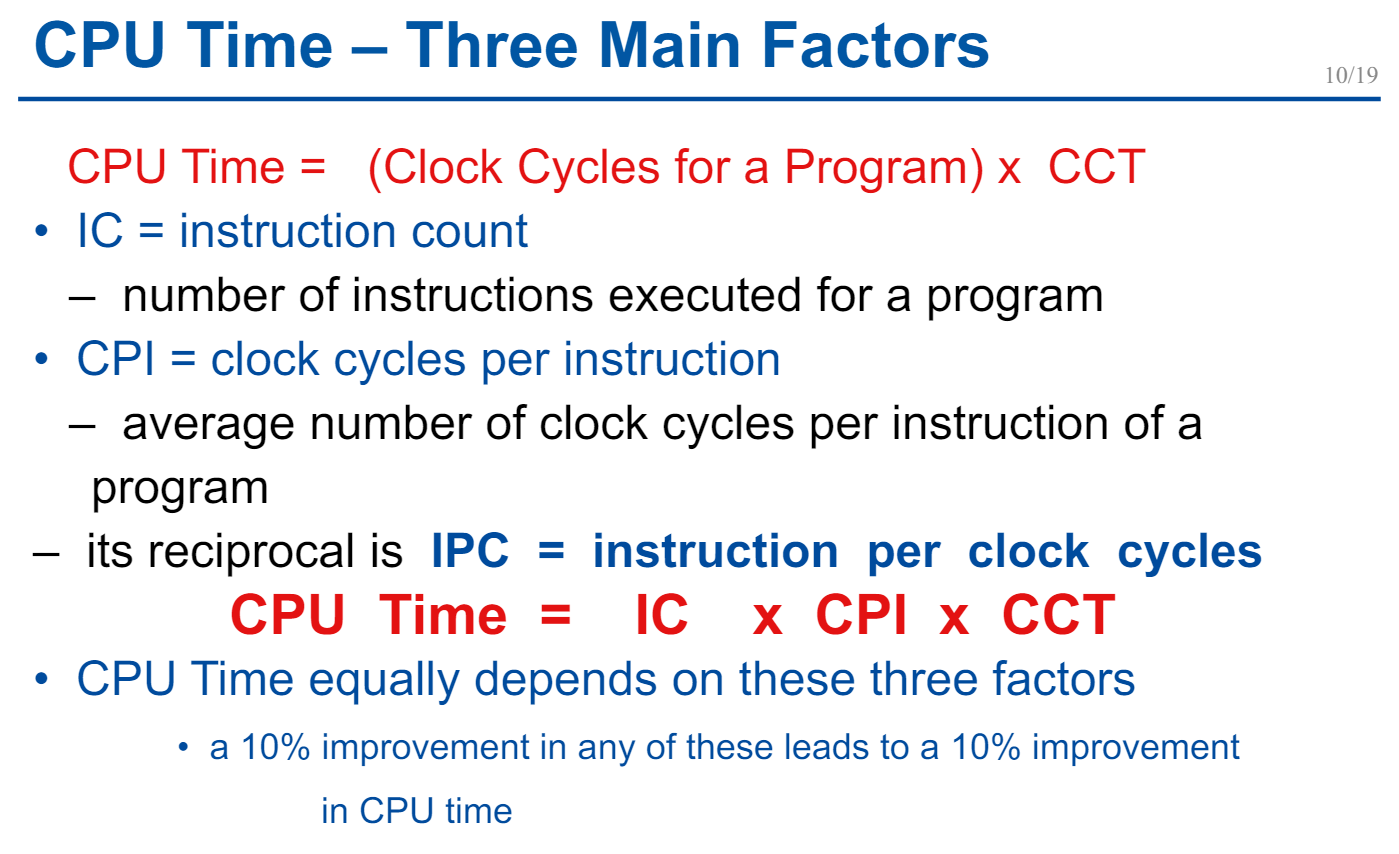 CPU Time – Three Main Factors
10/19
CPU Time = (Clock Cycles for a Program) x CCT
• IC = instruction count
– number of instructions executed for a program
• CPI = clock cycles per instruction
– average number of clock cycles per instruction of a
program
– its reciprocal is IPC = instruction per clock cycles
CPU Time = IC x CPI x CCT
• CPU Time equally depends on these three factors
• a 10% improvement in any of these leads to a 10% improvement
in CPU time